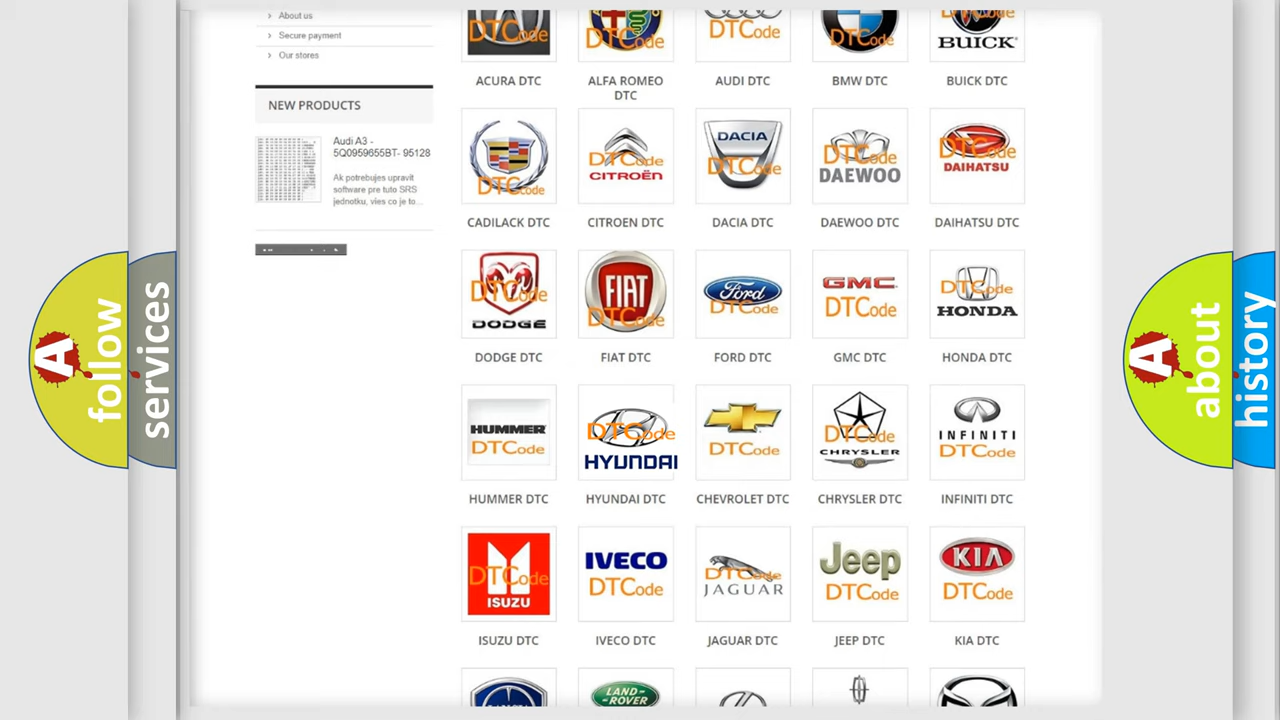 About us
Secure payment
Our stores
NEW PRODUCTS
Audi A3 -
5Q0959655BT- 95128
Ak potrebujes upravit
software pre tuto SRS
jednotku, vies co je to...
DTCode
DTCode
DTCode
DTCode
BUICK
ACURA DTC
ALFA ROMEO
DTC
AUDI DTC
BMW DTC
BUICK DTC
DTCode
DTCode
CITROËN
DACIA
DTCode
DTCode
DAEWOO
DTCode
DAIHATSU
CADILACK DTC
CITROEN DTC
DACIA DTC
DAEWOO DTC
DAIHATSU DTC
DTCode
DODGE
FIAT
DTCode
Ford
DTCode
GMC
DTCode
DTCode
HONDA
DODGE DTC
FIAT DTC
FORD DTC
GMC DTC
HONDA DTC
HUMMER
DTCode
DTCode
HYUNDAI
DTCode
DTCode
CHRYSLER
INFINITI
DTCode
HUMMER DTC
HYUNDAI DTC
CHEVROLET DTC
CHRYSLER DTC
INFINITI DTC
DTCode
ISUZU
IVECO
DTCode
DTCode
JAGUAR
Jeep
DTCode
KIA
DTCode
ISUZU DTC
IVECO DTC
JAGUAR DTC
JEEP DTC
KIA DTC
LAND-
ROVER
A
follow
services
A
about
history